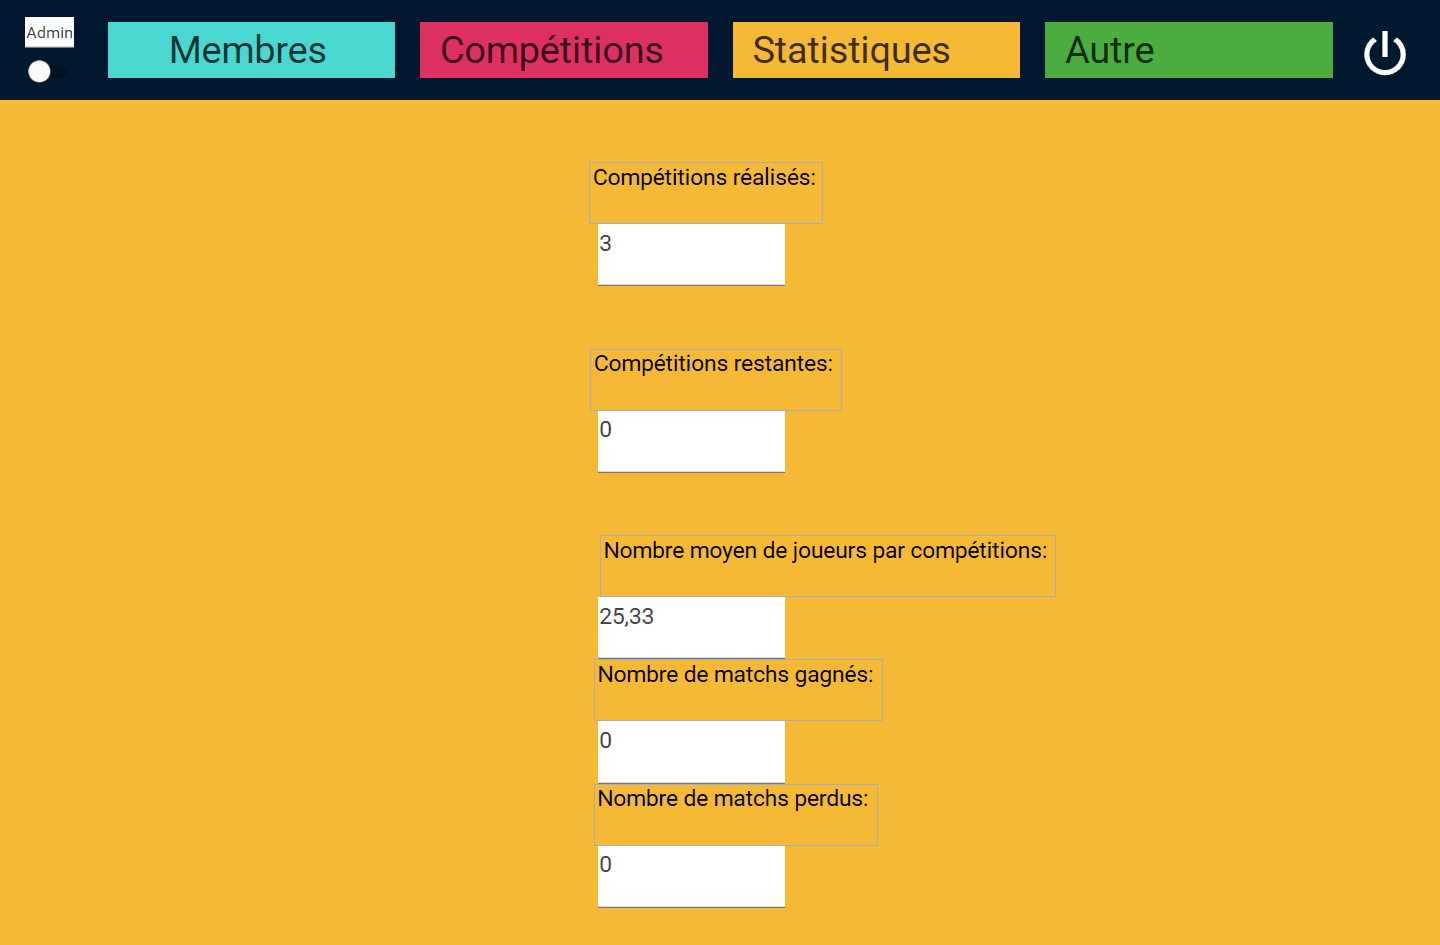 Admin
Membres
Compétitions
Statistiques
Autre
Compétitions réalisés:
3
Compétitions restantes:
0
Nombre moyen de joueurs par compétitions:
25,33
Nombre de matchs gagnés:
0
Nombre de matchs perdus:
0